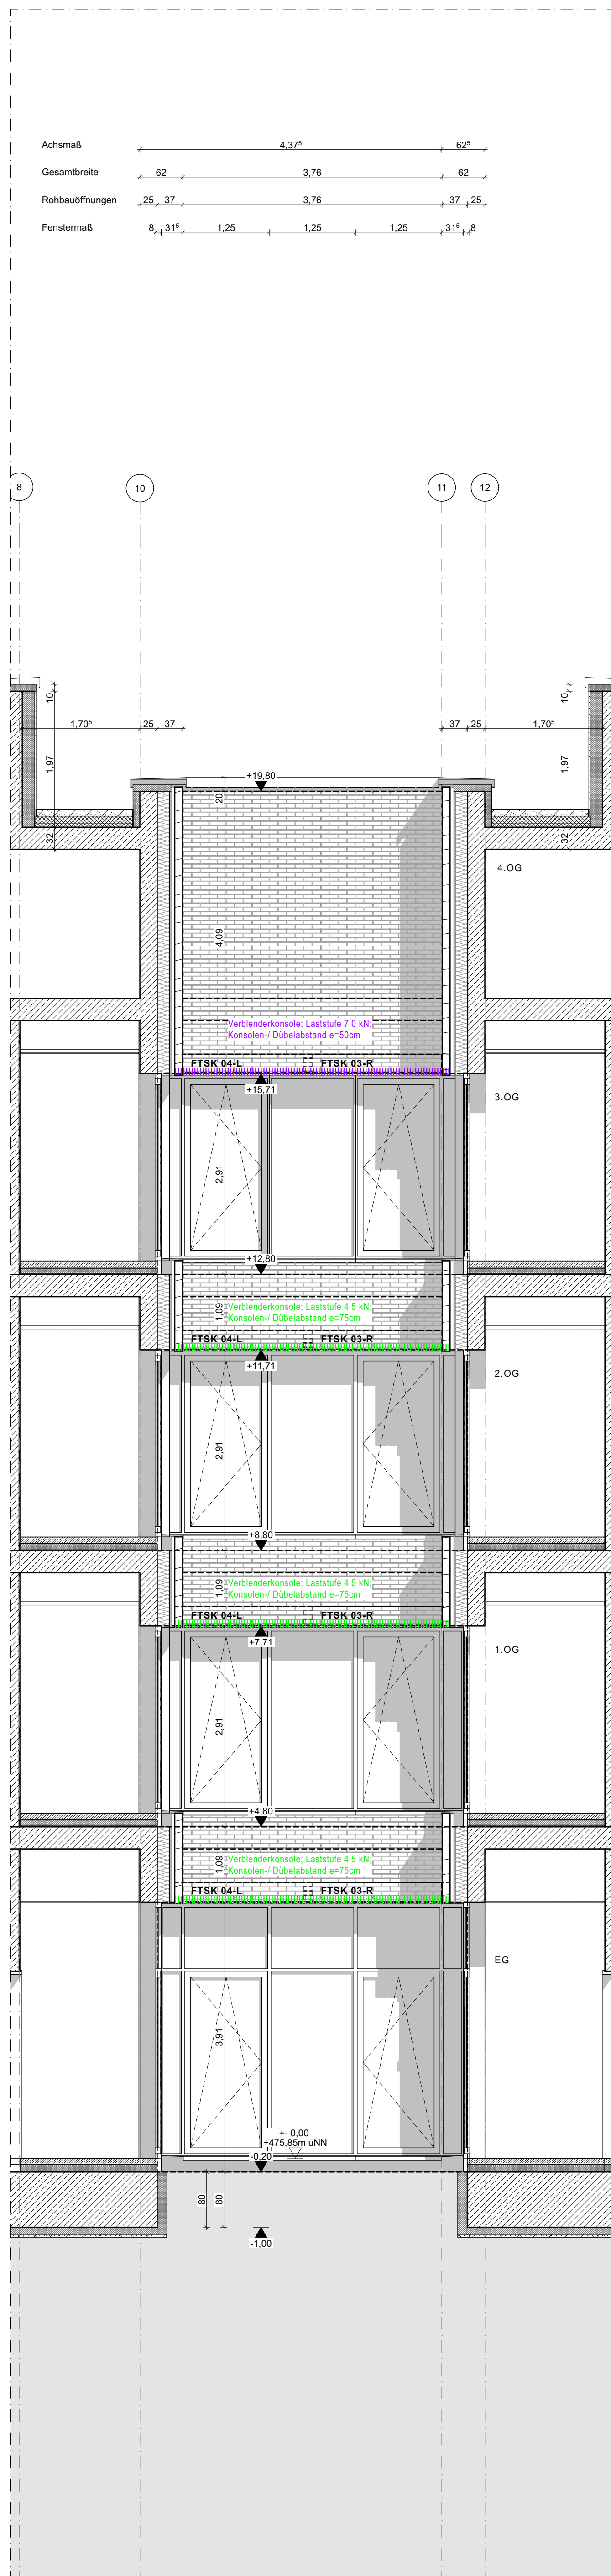 Achsmaß 4,37⁵ 62⁵
Gesamtbreite 62 3,76 62
Rohbauöffnungen 25 37 3,76 37 25
Fenstermaß 8 31⁵ 1,25 1,25 1,25 31⁵ 8
8 10 11 12
10 10
1,70⁵ 25 37 37 25 1,70⁵
1,97 1,97
+19,80
20
32 32
4.OG
4,09
Verblenderkonsole; Laststufe 7,0 kN;
Konsolen-/ Dübelabstand e=50cm
FTSK 04-L FTSK 03-R
+15,71
3.OG
2,91
+12,80
1,09
Verblenderkonsole; Laststufe 4,5 kN;
Konsolen-/ Dübelabstand e=75cm
FTSK 04-L FTSK 03-R
+11,71
2.OG
2,91
+8,80
1,09
Verblenderkonsole; Laststufe 4,5 kN;
Konsolen-/ Dübelabstand e=75cm
FTSK 04-L FTSK 03-R
+7,71
1.OG
2,91
+4,80
1,09
Verblenderkonsole; Laststufe 4,5 kN;
Konsolen-/ Dübelabstand e=75cm
FTSK 04-L FTSK 03-R
EG
3,91
+- 0,00
+475,85m üNN
-0,20
80 80
-1,00